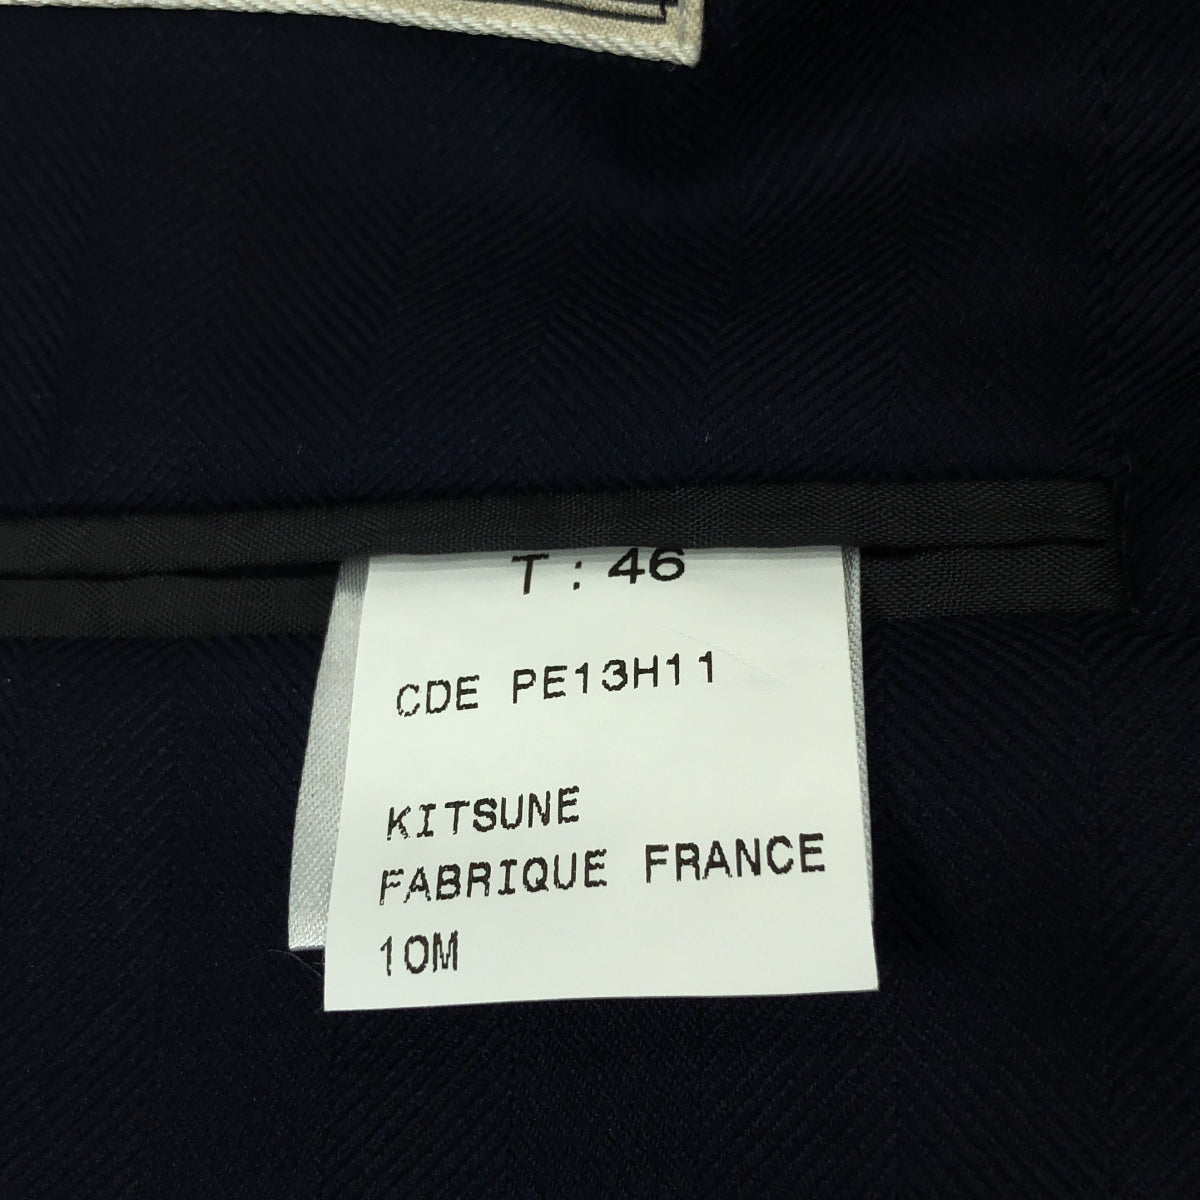 T : 46
CDE PE13H11
KITSUNE
FABRIQUE FRANCE
10M